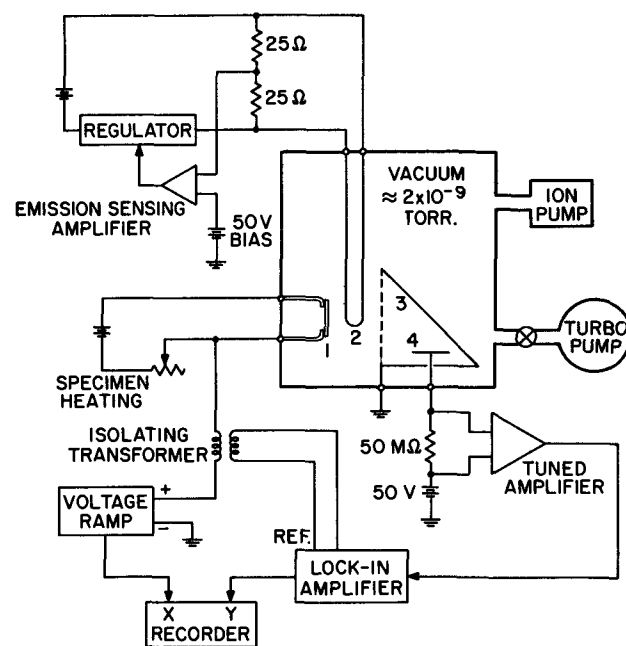 25Ω
25Ω
REGULATOR
EMISSION SENSING
AMPLIFIER
50V
BIAS
VACUUM
≈ 2x10⁻⁹
TORR.
ION
PUMP
3
4
1
2
TURBO
PUMP
SPECIMEN
HEATING
ISOLATING
TRANSFORMER
50 MΩ
50 V
TUNED
AMPLIFIER
VOLTAGE
RAMP
+
−
REF.
LOCK-IN
AMPLIFIER
X Y
RECORDER